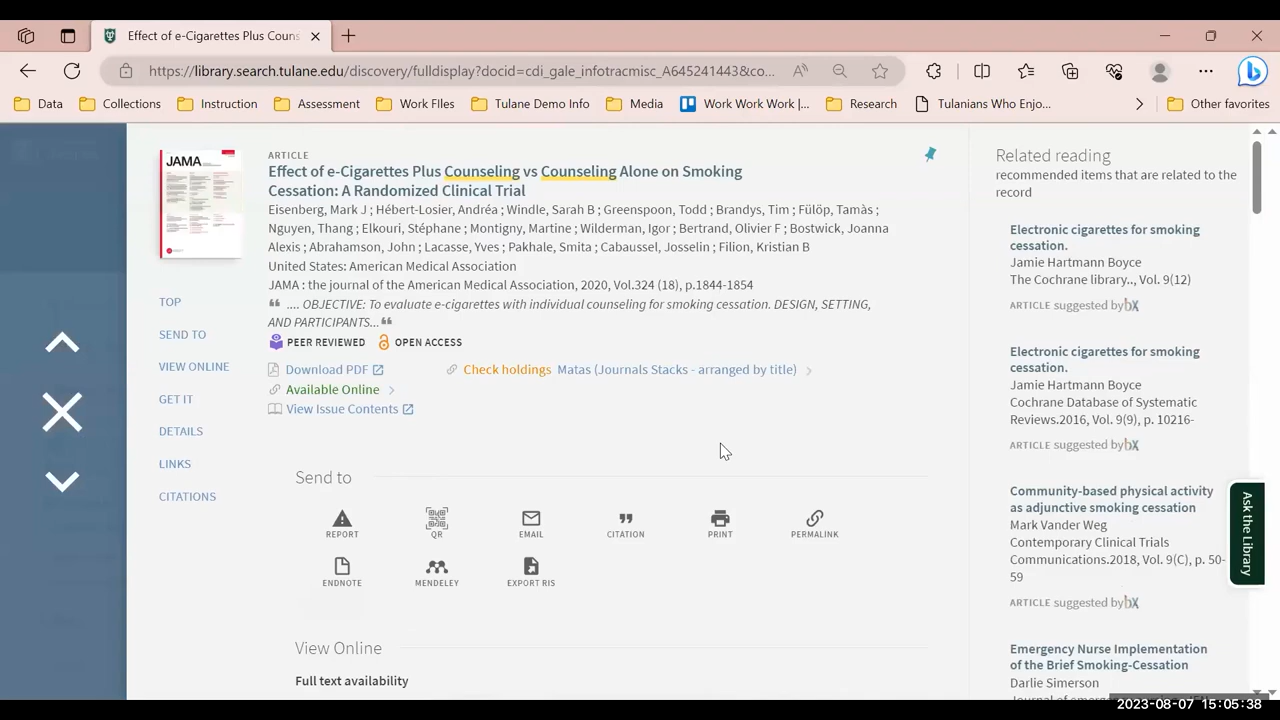 Effect of e-Cigarettes Plus Couns
https://library.search.tulane.edu/discovery/fulldisplay?docid=cdi_gale_infotracmisc_A645241443&co...
Data Collections Instruction Assessment Work FIles Tulane Demo Info Media Work Work Work |... Research Tulanians Who Enjo... Other favorites
JAMA
ARTICLE
Effect of e-Cigarettes Plus Counseling vs Counseling Alone on Smoking
Cessation: A Randomized Clinical Trial
Eisenberg, Mark J ; Hébert-Losier, Andréa ; Windle, Sarah B ; Greenspoon, Todd ; Brandys, Tim ; Fülöp, Tamàs ;
Nguyen, Thang ; Elkouri, Stéphane ; Montigny, Martine ; Wilderman, Igor ; Bertrand, Olivier F ; Bostwick, Joanna
Alexis ; Abrahamson, John ; Lacasse, Yves ; Pakhale, Smita ; Cabaussel, Josselin ; Filion, Kristian B
United States: American Medical Association
JAMA : the journal of the American Medical Association, 2020, Vol.324 (18), p.1844-1854
❝ .... OBJECTIVE: To evaluate e-cigarettes with individual counseling for smoking cessation. DESIGN, SETTING,
AND PARTICIPANTS...❝
PEER REVIEWED OPEN ACCESS
Download PDF Check holdings Matas (Journals Stacks - arranged by title)
Available Online
View Issue Contents
TOP
SEND TO
VIEW ONLINE
GET IT
DETAILS
LINKS
CITATIONS
Send to
REPORT QR EMAIL CITATION PRINT PERMALINK
ENDNOTE MENDELEY EXPORT RIS
View Online
Full text availability
Related reading
recommended items that are related to the
record
Electronic cigarettes for smoking
cessation.
Jamie Hartmann Boyce
The Cochrane library.., Vol. 9(12)
ARTICLE suggested by bX
Electronic cigarettes for smoking
cessation.
Jamie Hartmann Boyce
Cochrane Database of Systematic
Reviews.2016, Vol. 9(9), p. 10216-
ARTICLE suggested by bX
Community-based physical activity
as adjunctive smoking cessation
Mark Vander Weg
Contemporary Clinical Trials
Communications.2018, Vol. 9(C), p. 50-
59
ARTICLE suggested by bX
Emergency Nurse Implementation
of the Brief Smoking-Cessation
Darlie Simerson
Ask the Library
2023-08-07 15:05:38